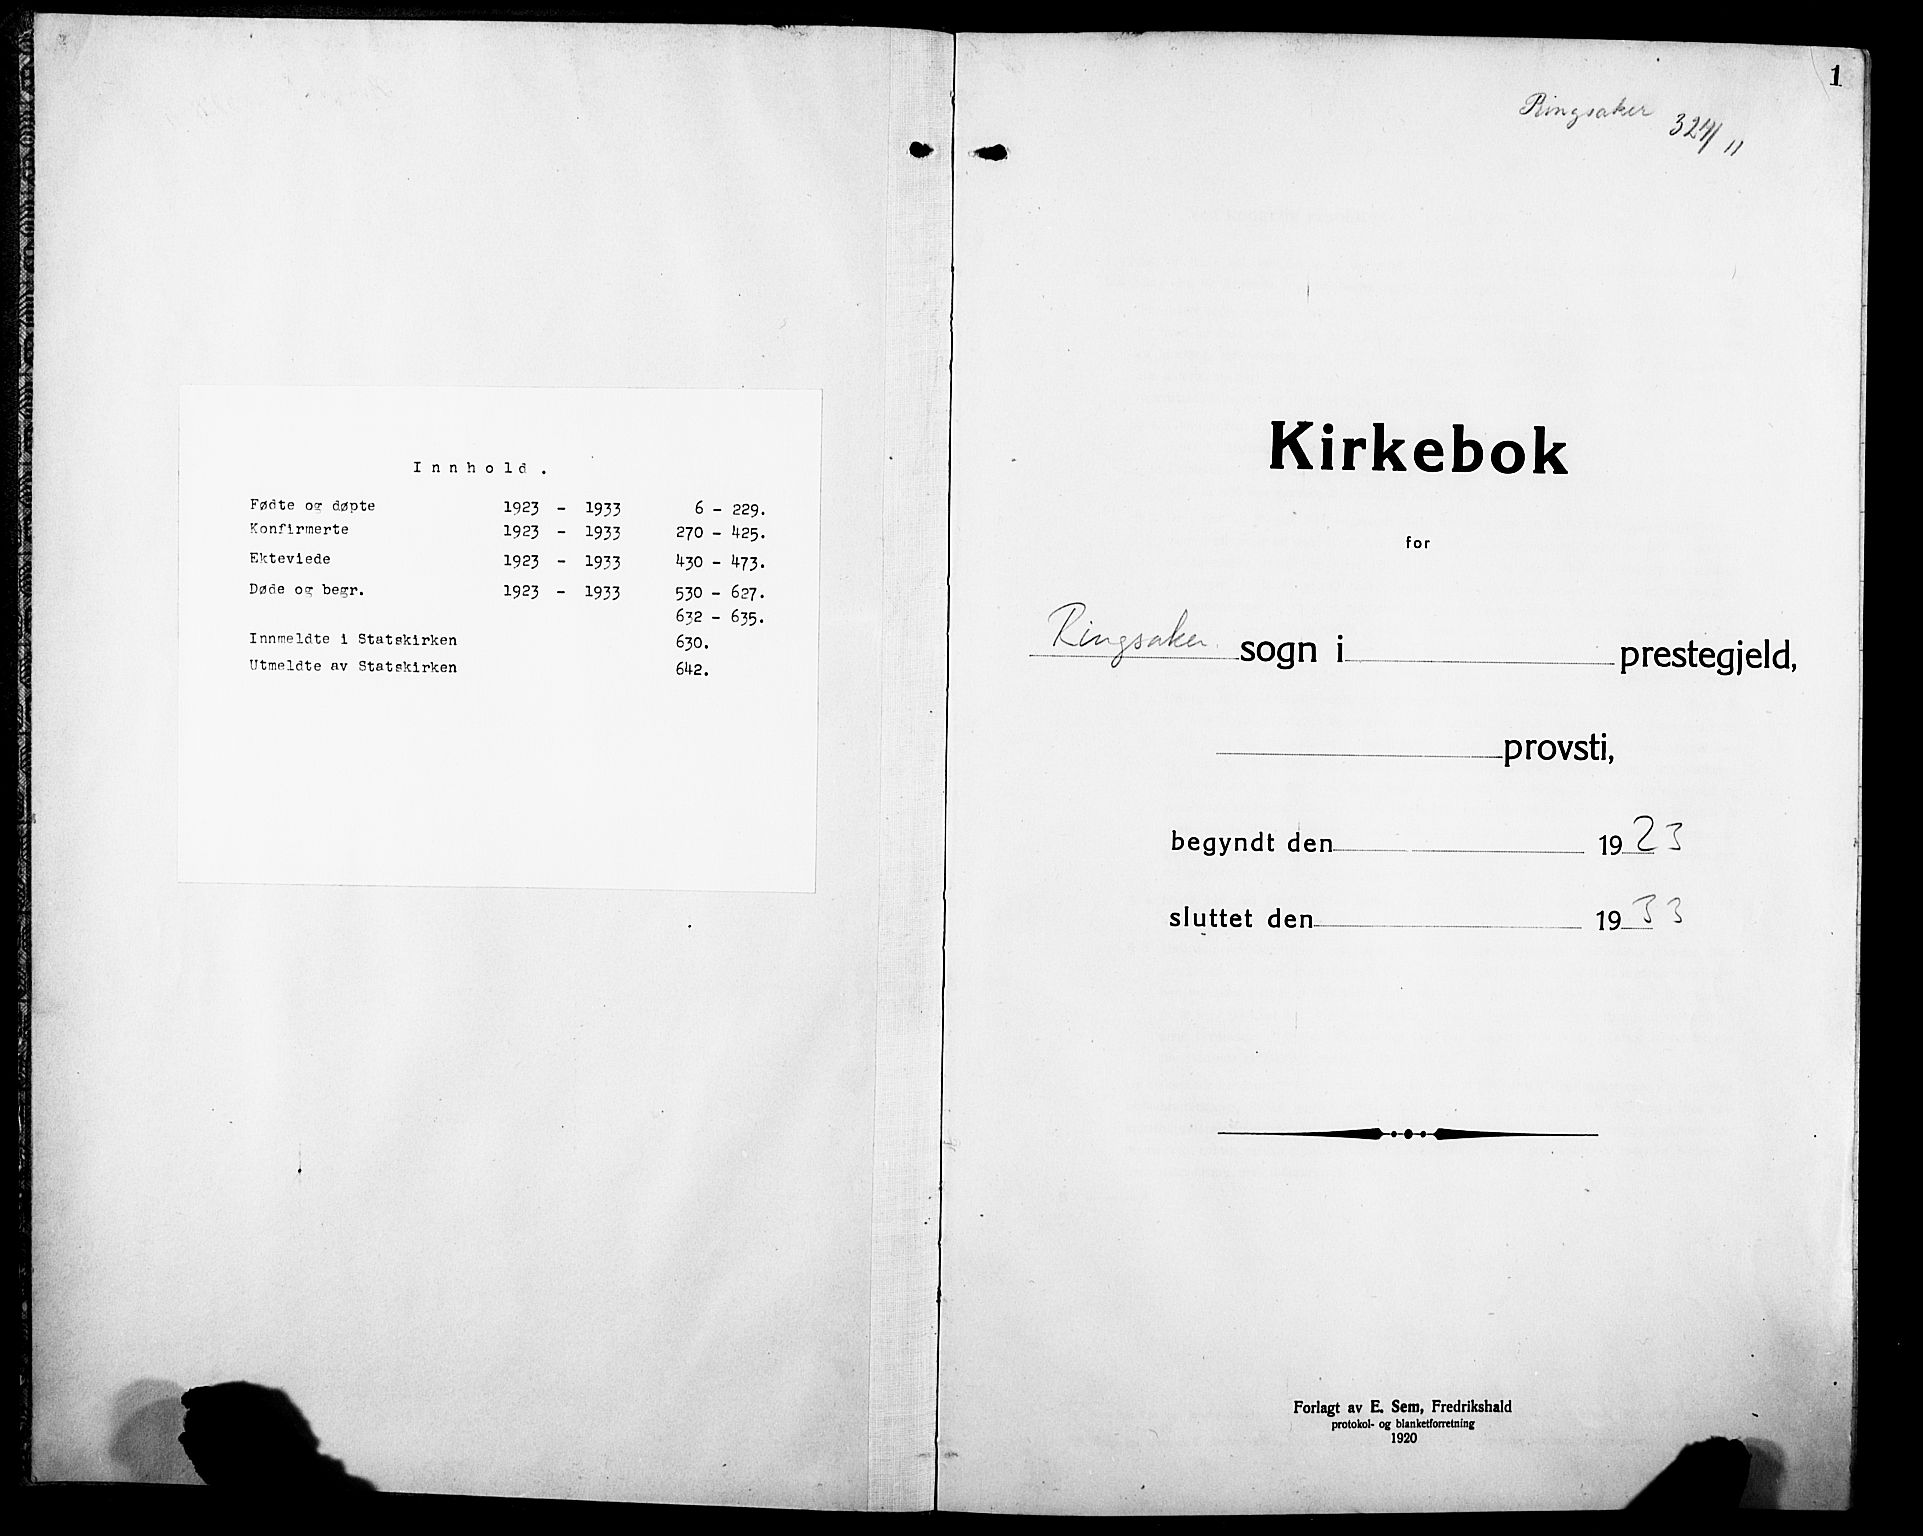 Innhold.
Fødte og døpte 1923 - 1933 6 - 229.
Konfirmerte 1923 - 1933 270 - 425.
Ekteviede 1923 - 1933 430 - 473.
Døde og begr. 1923 - 1933 530 - 627.
632 - 635.
Innmeldte i Statskirken 630.
Utmeldte av Statskirken 642.
1
Ringsaker 324/11
Kirkebok
for
Ringsaker sogn i prestegjeld,
provsti,
begyndt den 1923
sluttet den 1933
Forlagt av E. Sem, Fredrikshald
protokol- og blanketforretning
1920